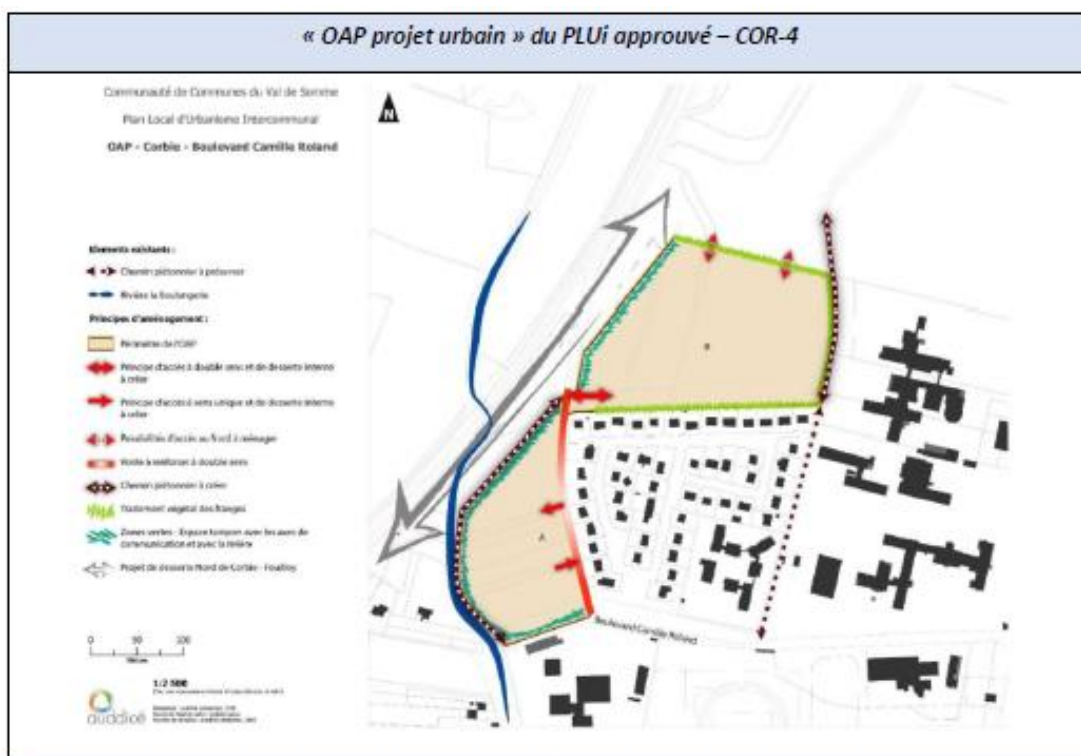 « OAP projet urbain » du PLUi approuvé – COR-4
Communauté de Communes du Val de Somme
Plan Local d'Urbanisme Intercommunal
OAP - Corbie - Boulevard Camille Roland
N
Eléments existants :
Chemin piétonnier à préserver
Rivière la Boulangerie
Principes d'aménagement :
Périmètre de l'OAP
Principe d'accès à double sens et de desserte interne
à créer
Principe d'accès à sens unique et de desserte interne
à créer
Possibilités d'accès au Nord à ménager
Voirie à renforcer à double sens
Chemin piétonnier à créer
Traitement végétal des franges
Zones vertes - Espace tampon avec les axes de
communication et avec la rivière
Projet de desserte Nord de Corbie - Fouilloy
B
A
Boulevard Camille Roland
0 50 100
Mètres
1:2 500
auddicé